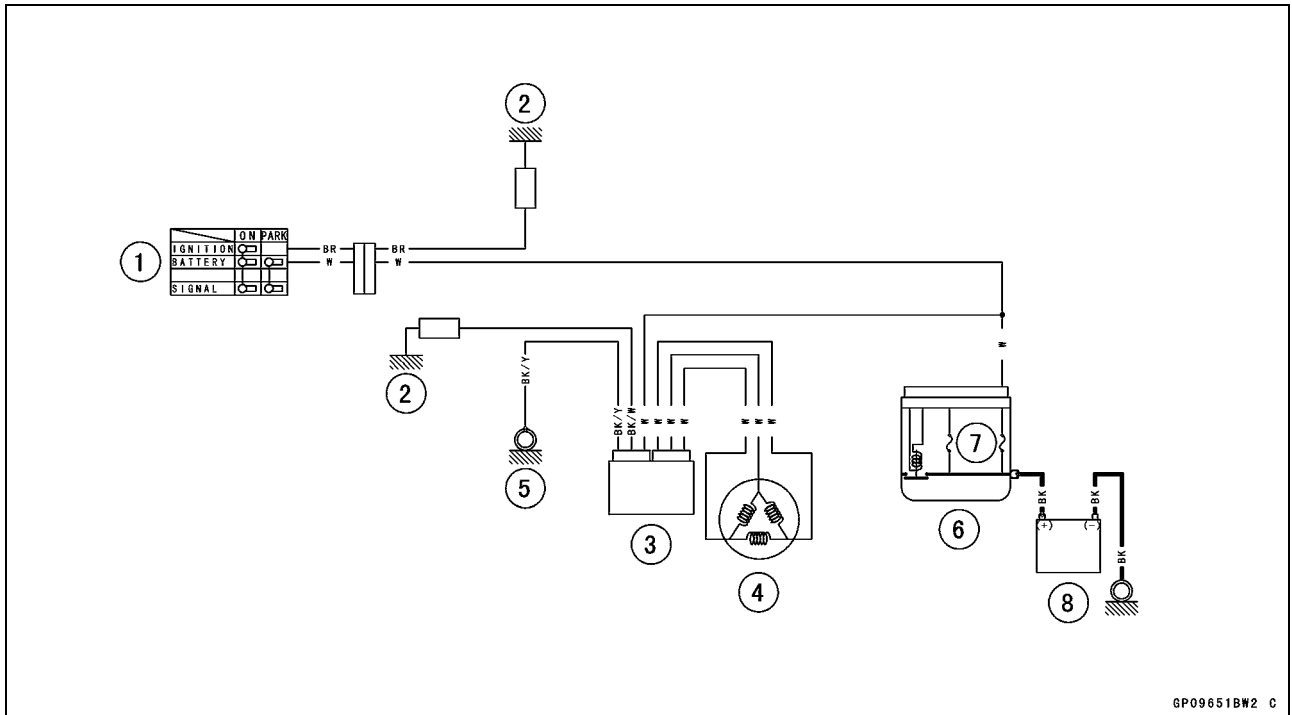 2
ON PARK
IGNITION
BATTERY
SIGNAL
1
BR BR
W W
2
W
BK/Y
BK/Y
BK/W
W
W
W
W
W
W
W
5
3
4
7
6
BK
BK
(+) (-)
BK
8
GP09651BW2 C